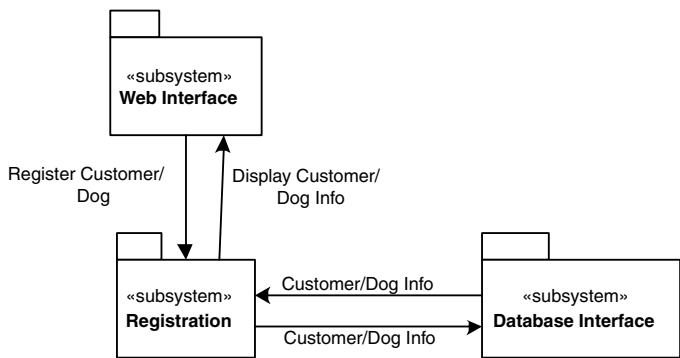 «subsystem»
Web Interface
Register Customer/
Dog
Display Customer/
Dog Info
«subsystem»
Registration
Customer/Dog Info
Customer/Dog Info
«subsystem»
Database Interface